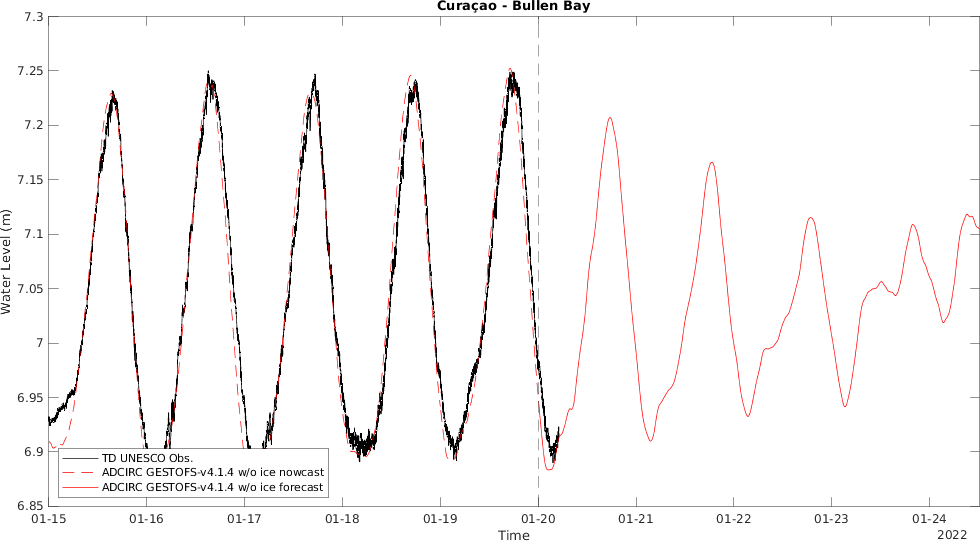 Curaçao - Bullen Bay
7.3
7.25
7.2
7.15
7.1
7.05
7
6.95
6.9
6.85
Water Level (m)
TD UNESCO Obs.
ADCIRC GESTOFS-v4.1.4 w/o ice nowcast
ADCIRC GESTOFS-v4.1.4 w/o ice forecast
01-15 01-16 01-17 01-18 01-19 01-20 01-21 01-22 01-23 01-24
Time
2022